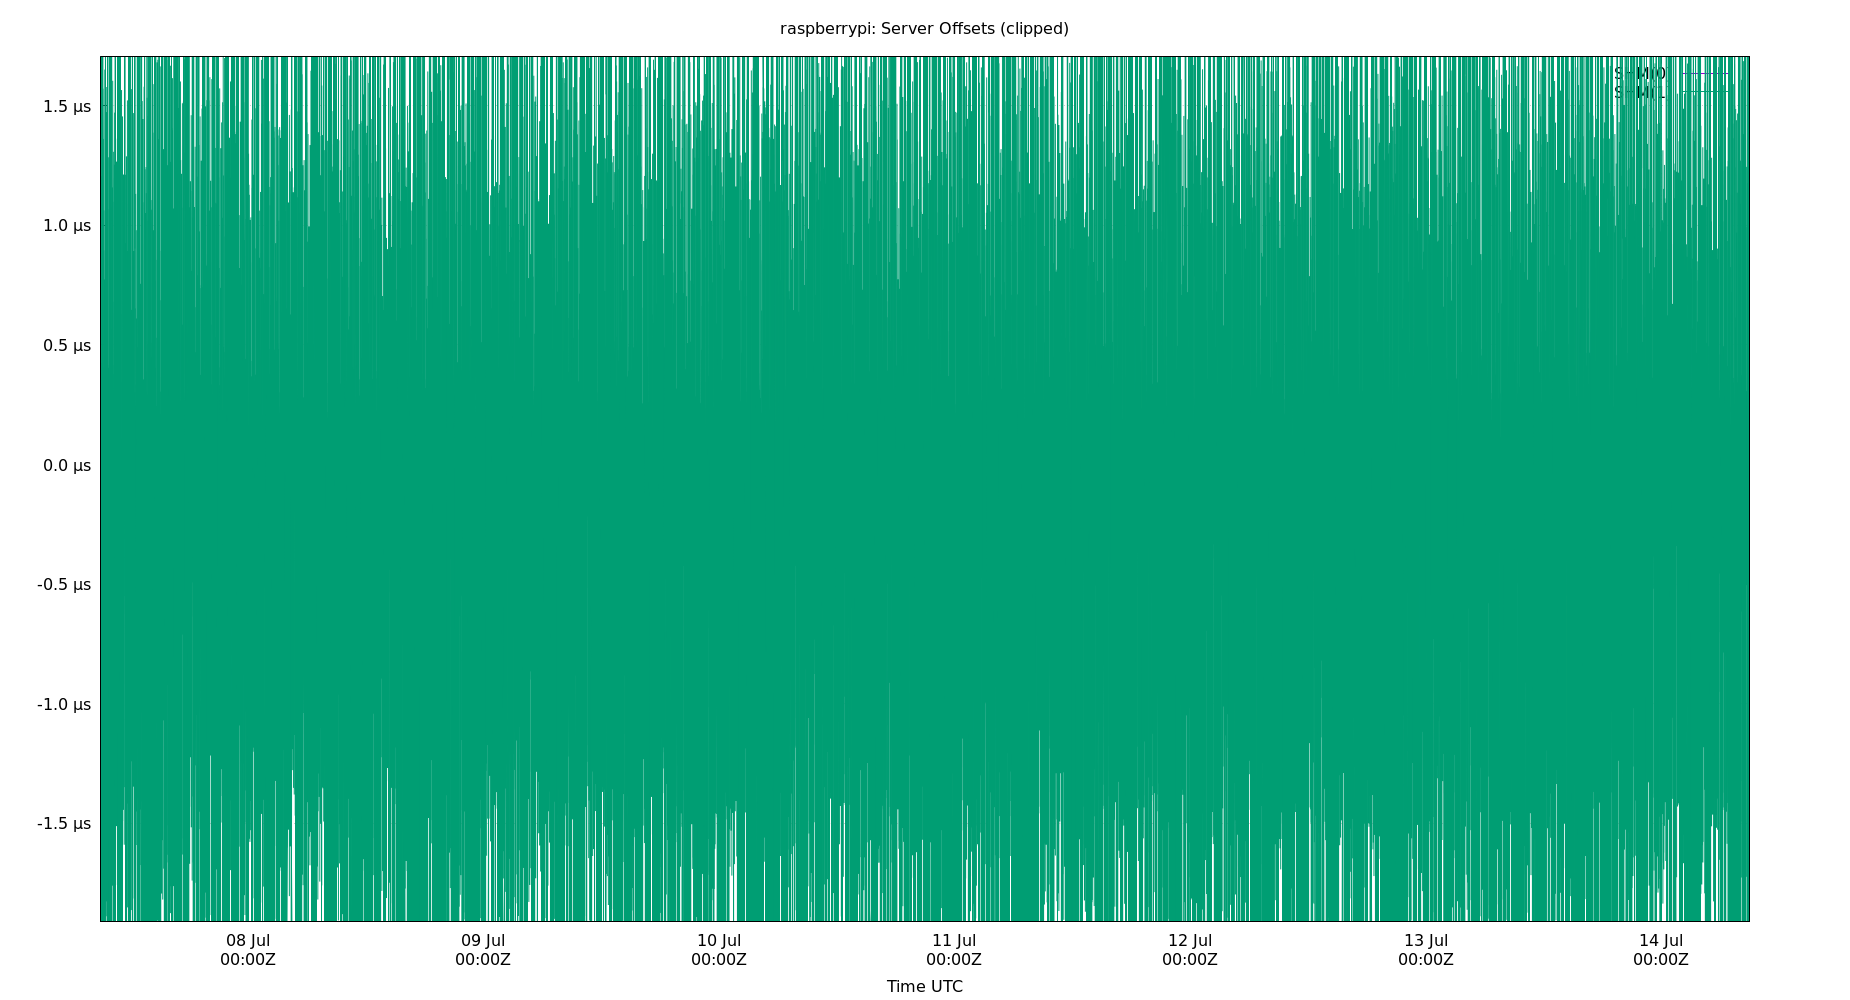 raspberrypi: Server Offsets (clipped)
1.5 µs
1.0 µs
0.5 µs
0.0 µs
-0.5 µs
-1.0 µs
-1.5 µs
08 Jul 09 Jul 10 Jul 11 Jul 12 Jul 13 Jul 14 Jul
00:00Z 00:00Z 00:00Z 00:00Z 00:00Z 00:00Z 00:00Z
Time UTC